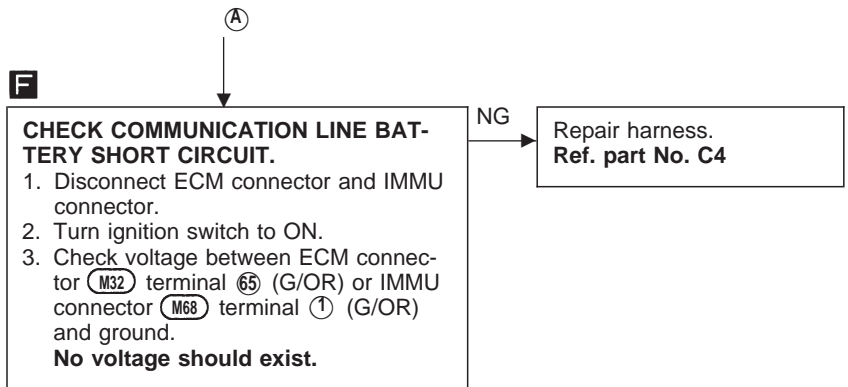 A
F
CHECK COMMUNICATION LINE BAT-
TERY SHORT CIRCUIT.
1. Disconnect ECM connector and IMMU
connector.
2. Turn ignition switch to ON.
3. Check voltage between ECM connec-
tor M32 terminal 65 (G/OR) or IMMU
connector M68 terminal 1 (G/OR)
and ground.
No voltage should exist.
NG
Repair harness.
Ref. part No. C4